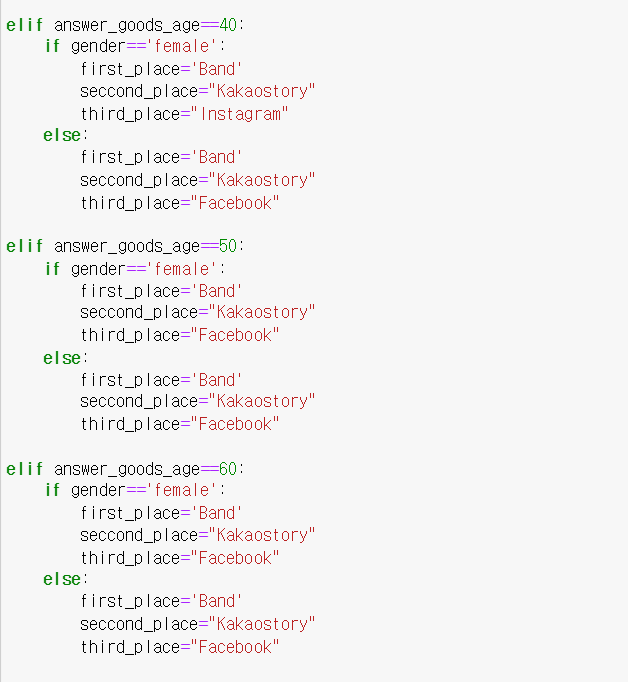 elif answer_goods_age==40:
    if gender=='female':
        first_place='Band'
        seccond_place="Kakaostory"
        third_place="Instagram"
    else:
        first_place='Band'
        seccond_place="Kakaostory"
        third_place="Facebook"

elif answer_goods_age==50:
    if gender=='female':
        first_place='Band'
        seccond_place="Kakaostory"
        third_place="Facebook"
    else:
        first_place='Band'
        seccond_place="Kakaostory"
        third_place="Facebook"

elif answer_goods_age==60:
    if gender=='female':
        first_place='Band'
        seccond_place="Kakaostory"
        third_place="Facebook"
    else:
        first_place='Band'
        seccond_place="Kakaostory"
        third_place="Facebook"